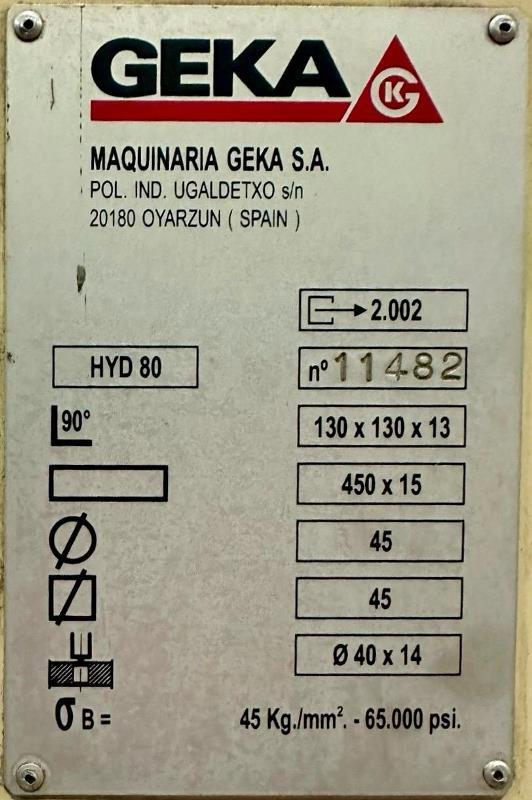 GEKA
KG
MAQUINARIA GEKA S.A.
POL. IND. UGALDETXO s/n
20180 OYARZUN ( SPAIN )
2.002
HYD 80 nº 11482
90° 130 x 130 x 13
450 x 15
45
45
Ø 40 x 14
σ B = 45 Kg./mm². - 65.000 psi.